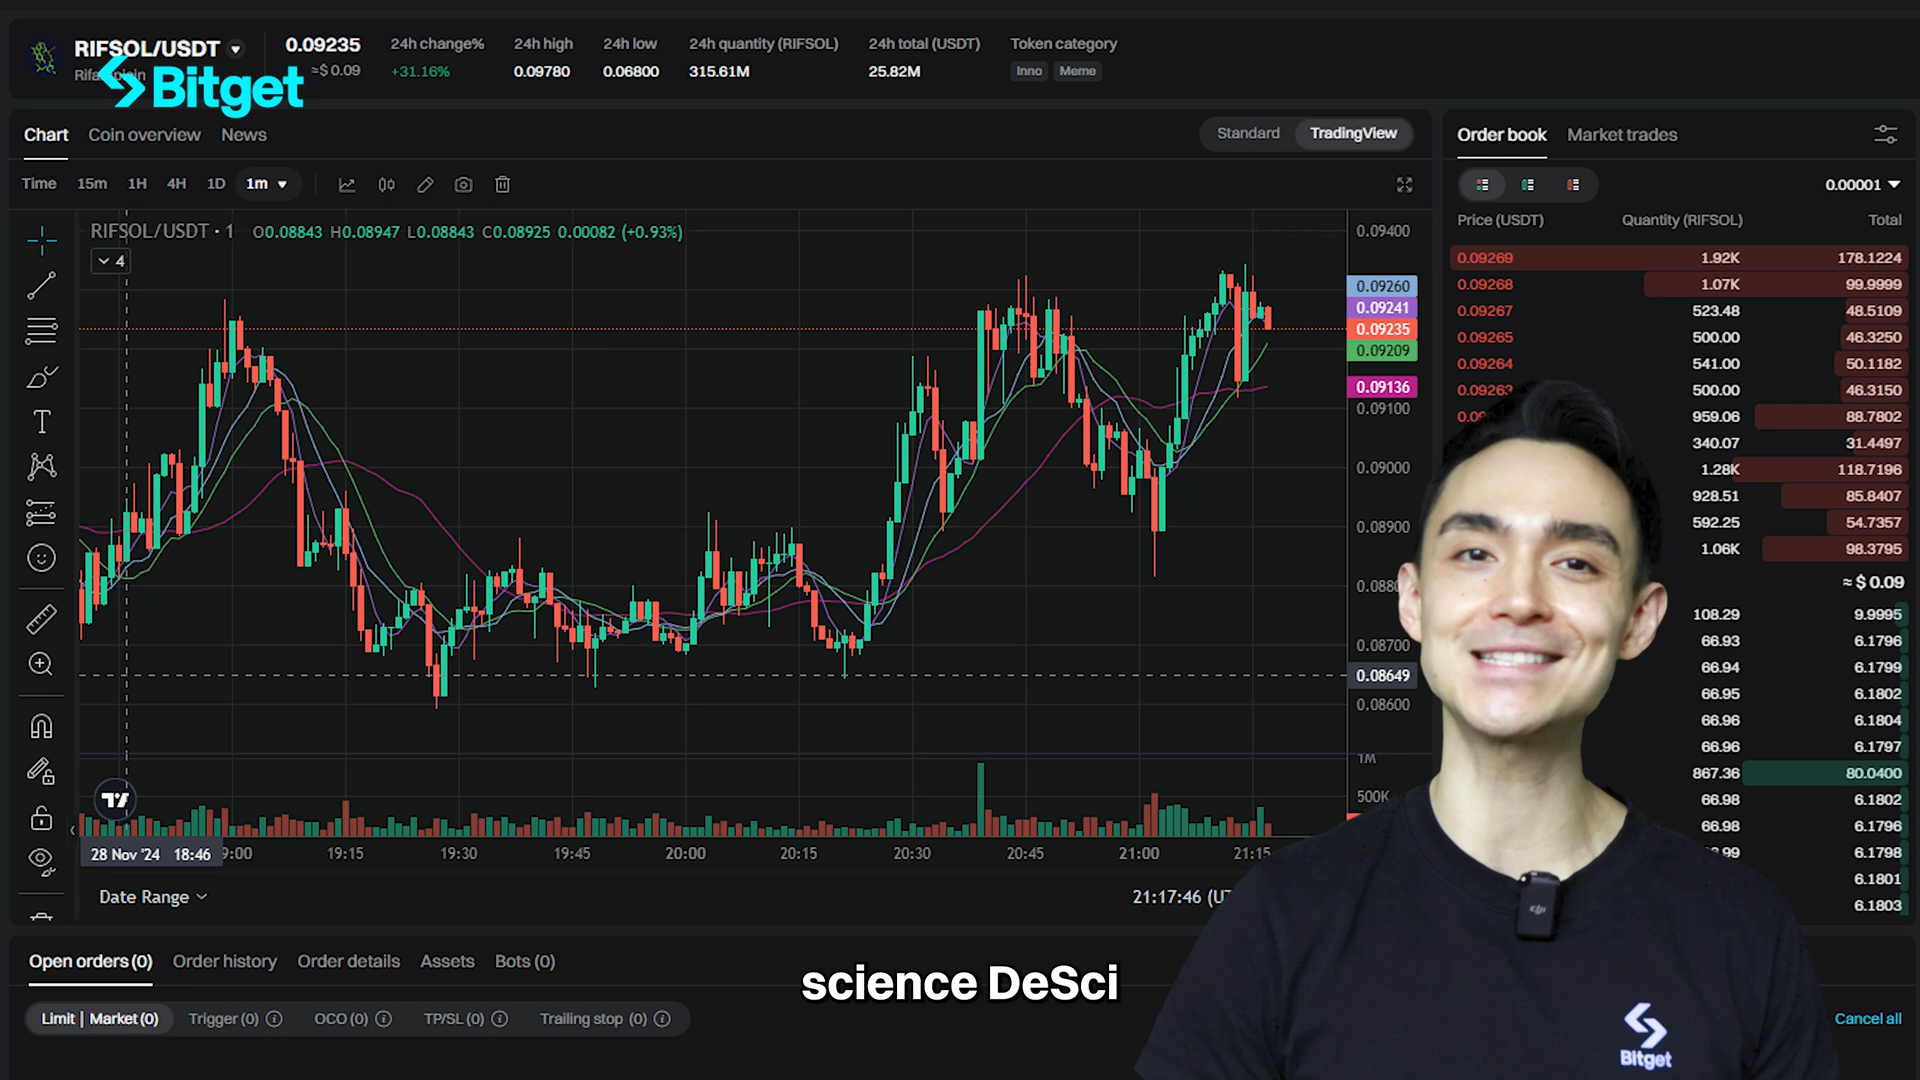 RIFSOL/USDT
0.09235
≈$ 0.09
24h change%
+31.16%
24h high
0.09780
24h low
0.06800
24h quantity (RIFSOL)
315.61M
24h total (USDT)
25.82M
Token category
Inno Meme
Bitget
Chart Coin overview News
Standard TradingView
Time 15m 1H 4H 1D 1m
RIFSOL/USDT · 1 O0.08843 H0.08947 L0.08843 C0.08925 0.00082 (+0.93%)
4
0.09400
0.09260
0.09241
0.09235
0.09209
0.09136
0.09100
0.09000
0.08900
0.08700
0.08649
0.08600
1M
500K
28 Nov '24 18:46
19:15 19:30 19:45 20:00 20:15 20:30 20:45 21:00 21:15
Date Range
21:17:46
Order book Market trades
0.00001
Price (USDT) Quantity (RIFSOL) Total
0.09269 1.92K 178.1224
0.09268 1.07K 99.9999
0.09267 523.48 48.5109
0.09265 500.00 46.3250
0.09264 541.00 50.1182
0.09263 500.00 46.3150
959.06 88.7802
340.07 31.4497
1.28K 118.7196
928.51 85.8407
592.25 54.7357
1.06K 98.3795
≈ $ 0.09
108.29 9.9995
66.93 6.1796
66.94 6.1799
66.95 6.1802
66.96 6.1804
66.96 6.1797
867.36 80.0400
66.98 6.1802
66.98 6.1796
6.1798
6.1801
6.1803
Open orders (0) Order history Order details Assets Bots (0)
Limit | Market (0) Trigger (0) OCO (0) TP/SL (0) Trailing stop (0)
Cancel all
science DeSci
dji
Bitget